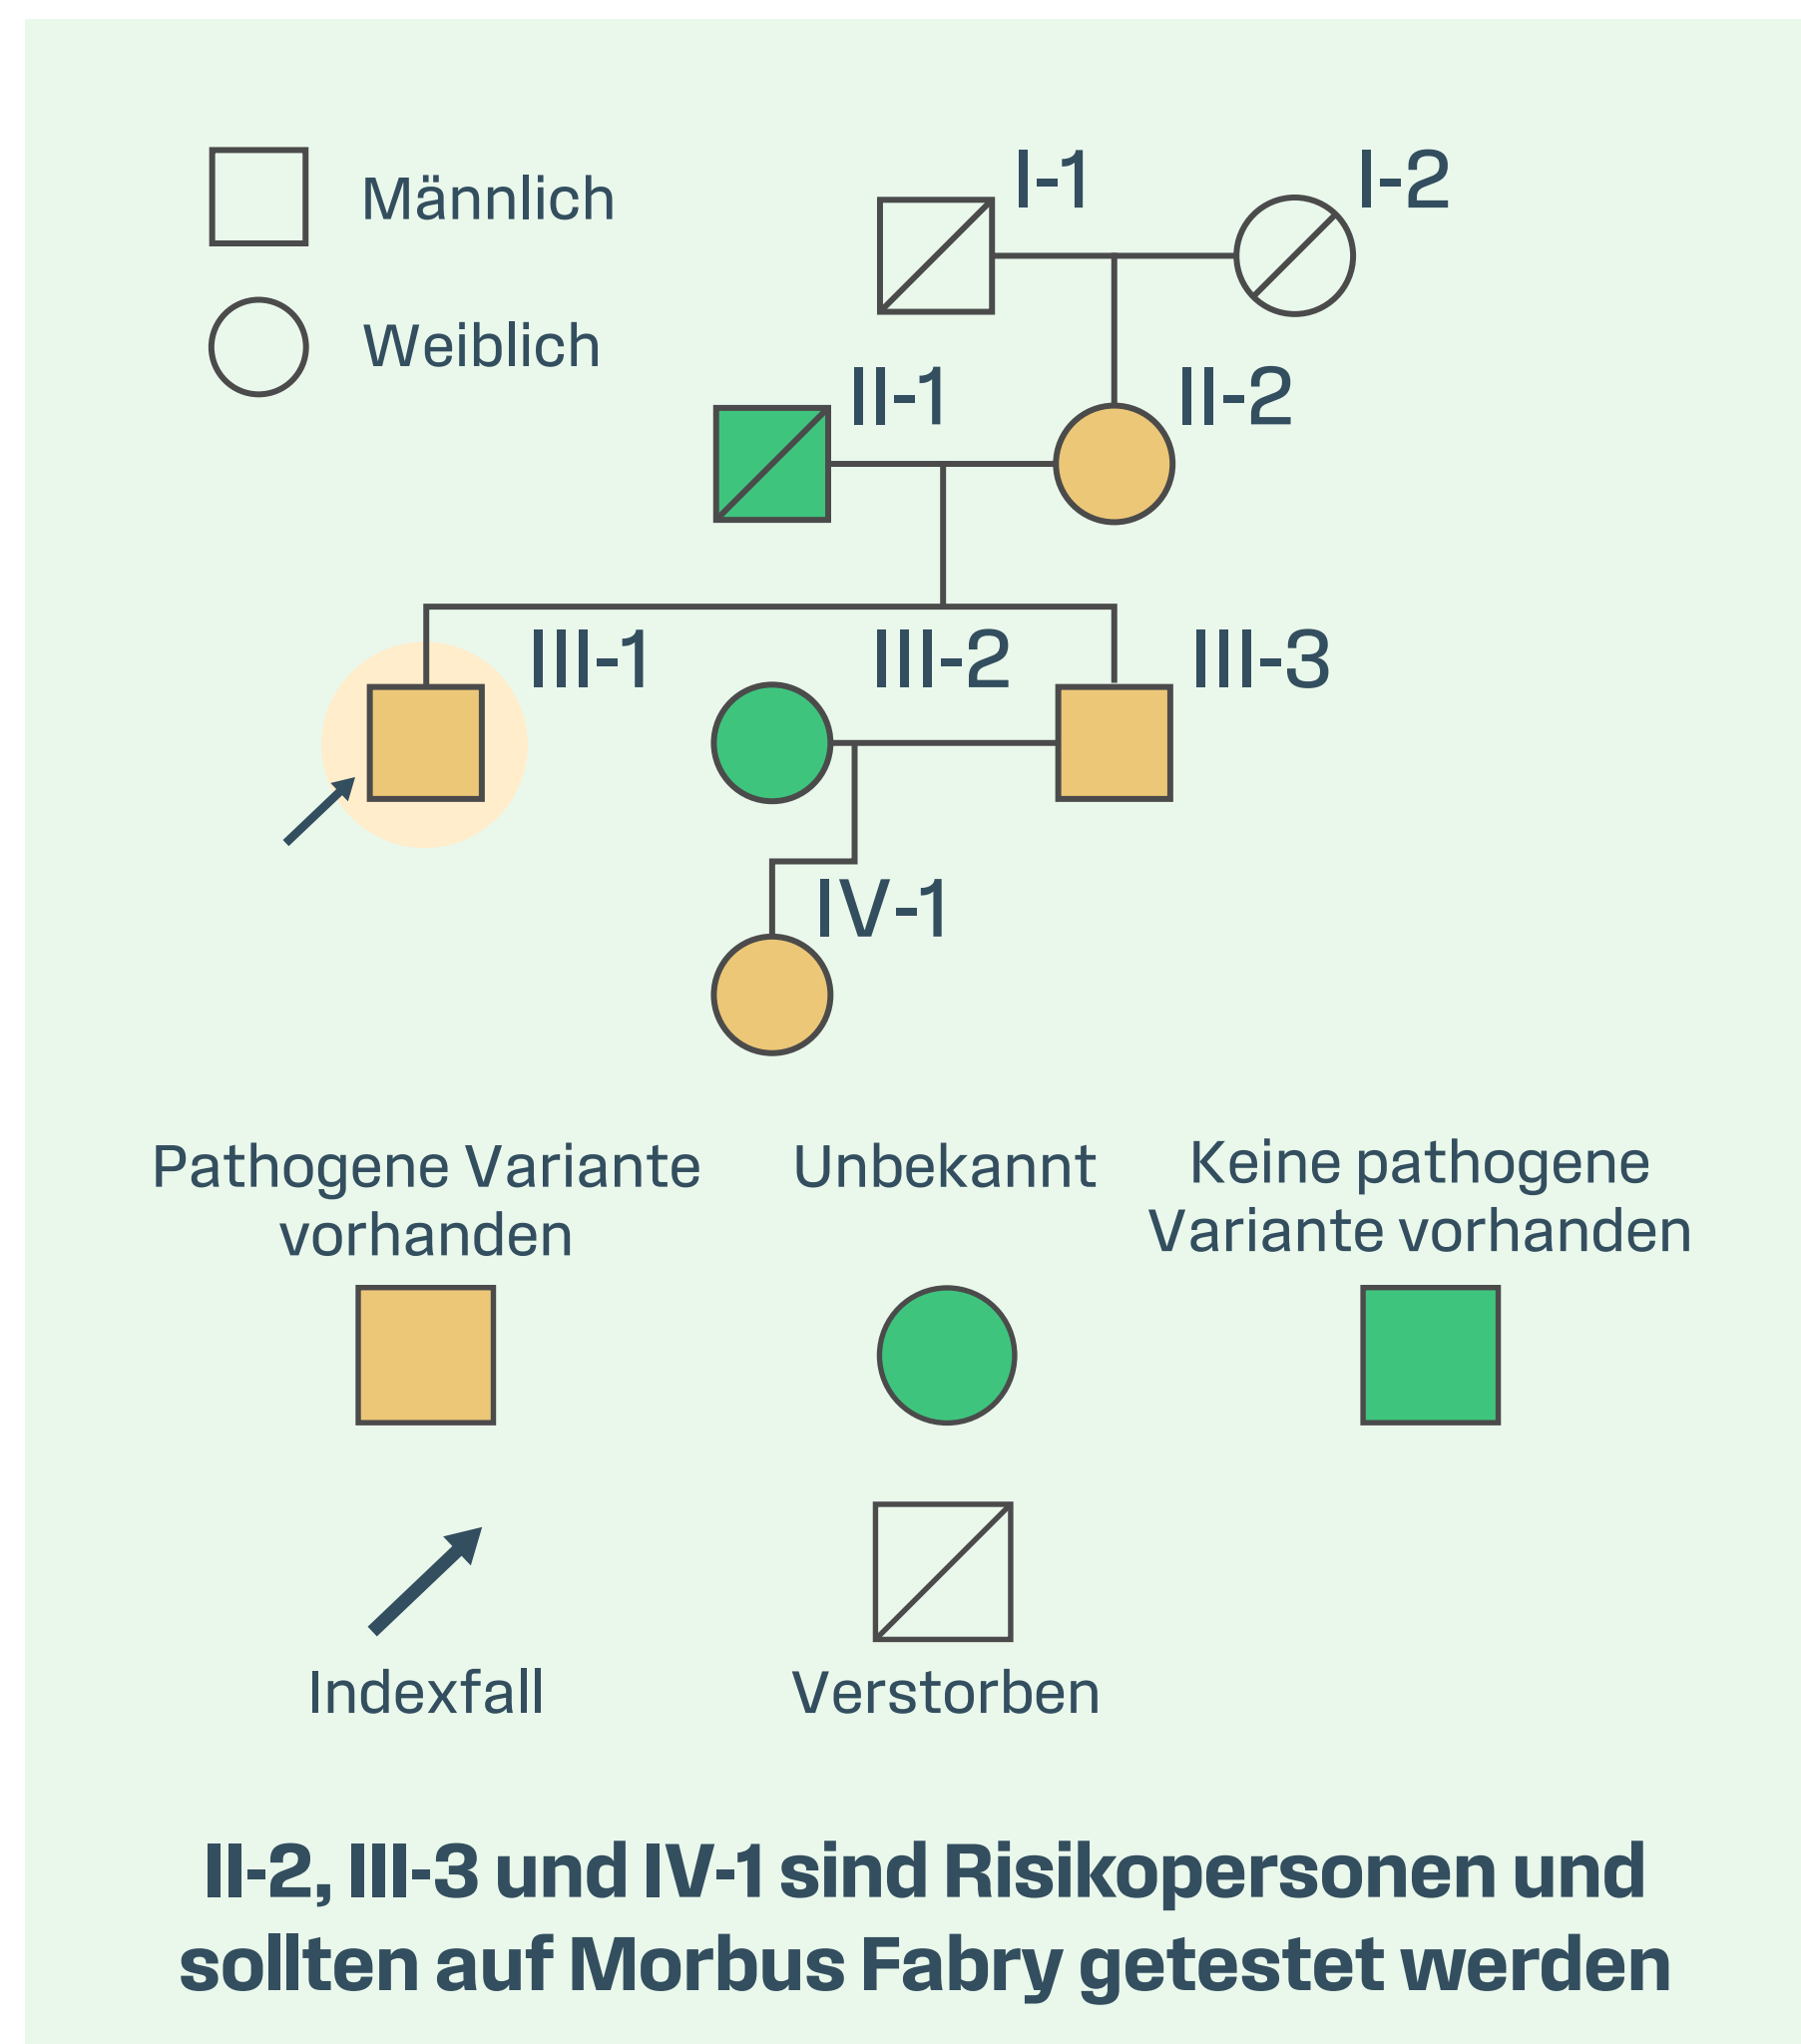 Männlich
Weiblich
I-1
I-2
II-1
II-2
III-1
III-2
III-3
IV-1
Pathogene Variante
vorhanden
Unbekannt
Keine pathogene
Variante vorhanden
Indexfall
Verstorben
II-2, III-3 und IV-1 sind Risikopersonen und
sollten auf Morbus Fabry getestet werden